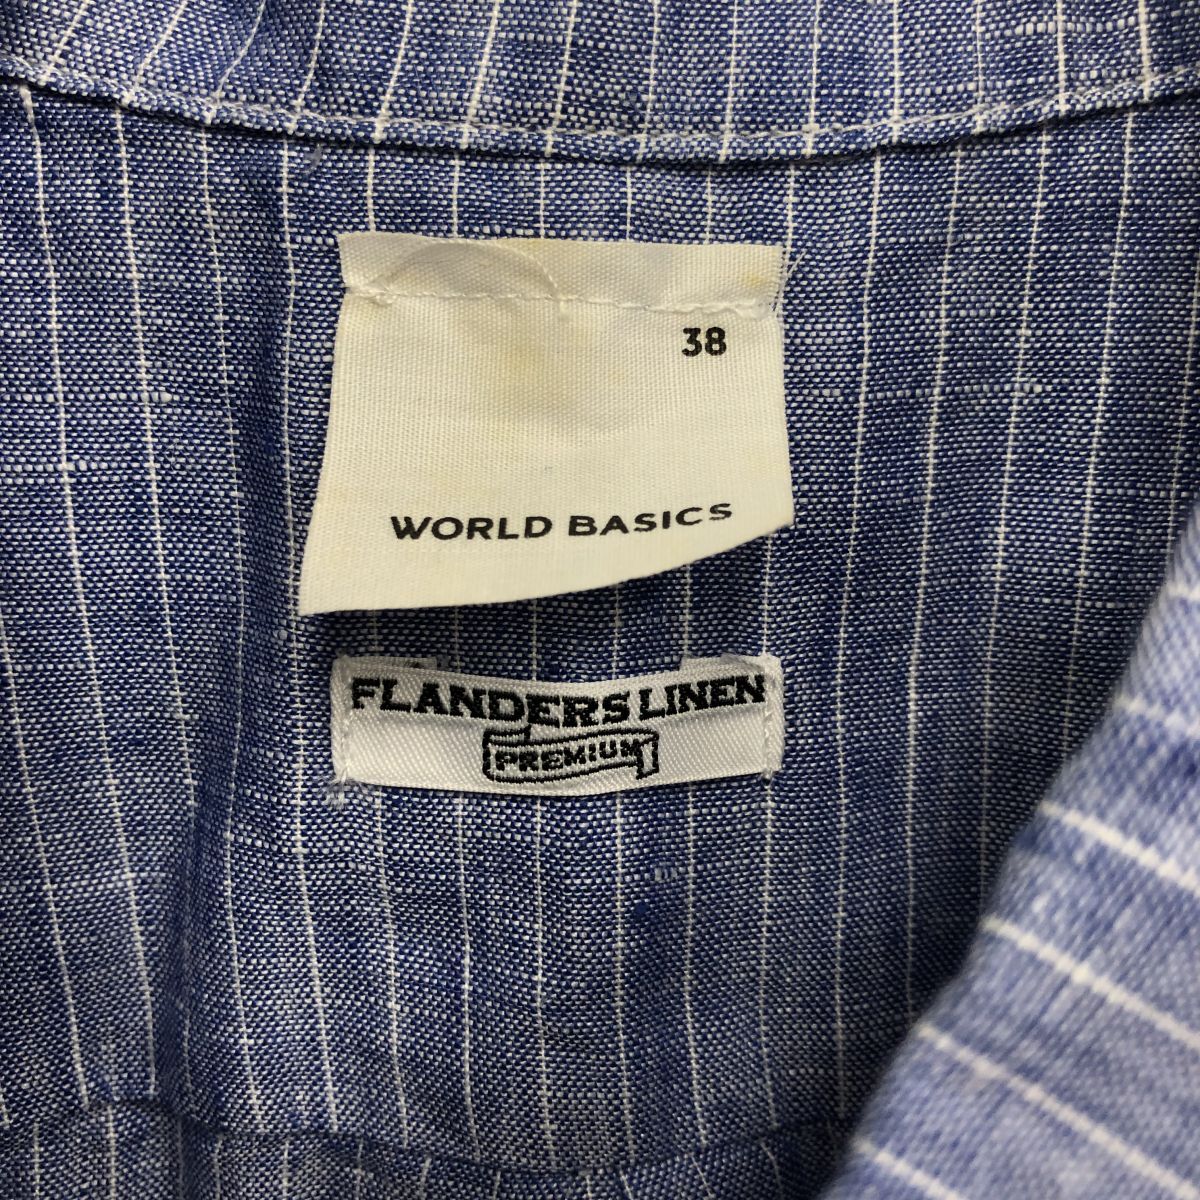 38
WORLD BASICS
FLANDERS LINEN
PREMIUM